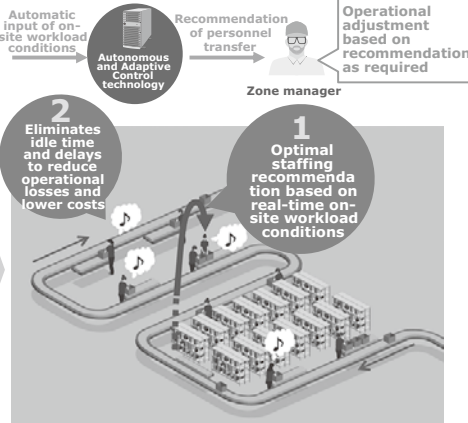 Automatic
input of on-
site workload
conditions
Autonomous
and Adaptive
Control
technology
Recommendation
of personnel
transfer
Zone manager
Operational
adjustment
based on
recommendation
as required
2
Eliminates
idle time
and delays
to reduce
operational
losses and
lower costs
1
Optimal
staffing
recommenda
tion based on
real-time on-
site workload
conditions